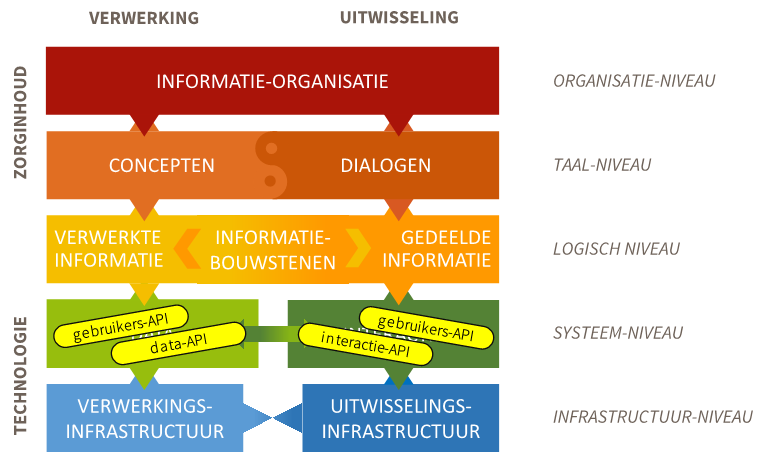 VERWERKING
UITWISSELING
ZORGINHOUD
INFORMATIE-ORGANISATIE
ORGANISATIE-NIVEAU
CONCEPTEN
DIALOGEN
TAAL-NIVEAU
VERWERKTE
INFORMATIE
INFORMATIE-
BOUWSTENEN
GEDEELDE
INFORMATIE
LOGISCH NIVEAU
TECHNOLOGIE
gebruikers-API
data-API
gebruikers-API
interactie-API
SYSTEEM-NIVEAU
VERWERKINGS-
INFRASTRUCTUUR
UITWISSELINGS-
INFRASTRUCTUUR
INFRASTRUCTUUR-NIVEAU